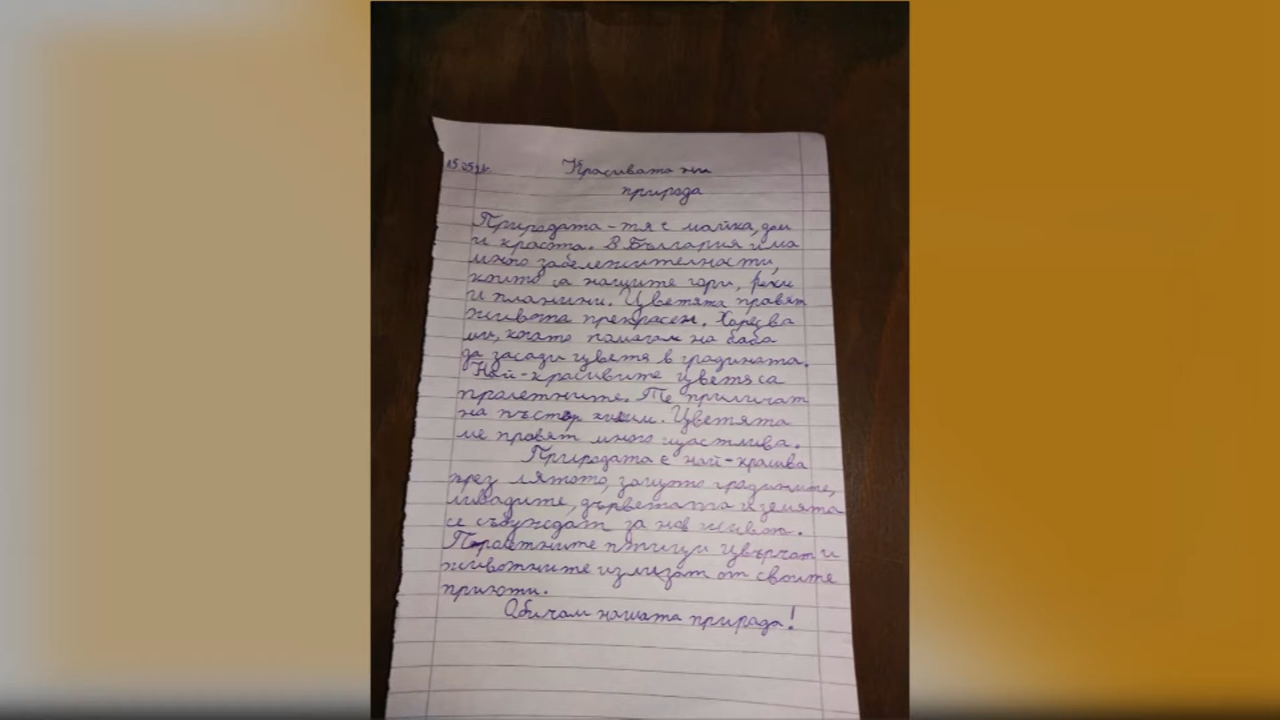 Красивата ни
природа
Природата - тя е майка, дом
и красота. В България има
много забележителности,
които са нашите гори, реки
и планини. Цветята правят
живота прекрасен. Харесва
ми, когато помагам на баба
да засади цветя в градината.
Най-красивите цветя са
пролетните. Те приличат
на пъстър килим. Цветята
ме правят много щастлива.
Природата е най-красива
през лятото, защото градините,
ливадите, дърветата и земята
се събуждат за нов живот.
Пролетните птици цвърчат и
животните излизат от своите
приюти.
Обичам нашата природа!